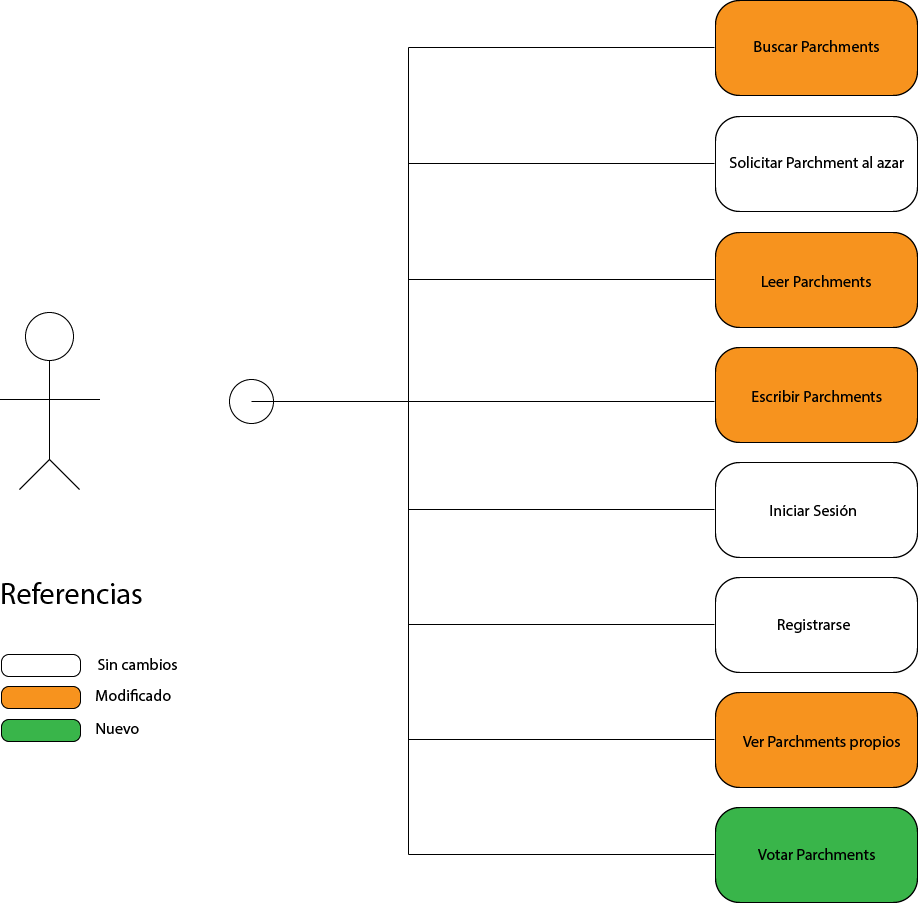 Buscar Parchments
Solicitar Parchment al azar
Leer Parchments
Escribir Parchments
Iniciar Sesión
Registrarse
Ver Parchments propios
Votar Parchments
Referencias
Sin cambios
Modificado
Nuevo